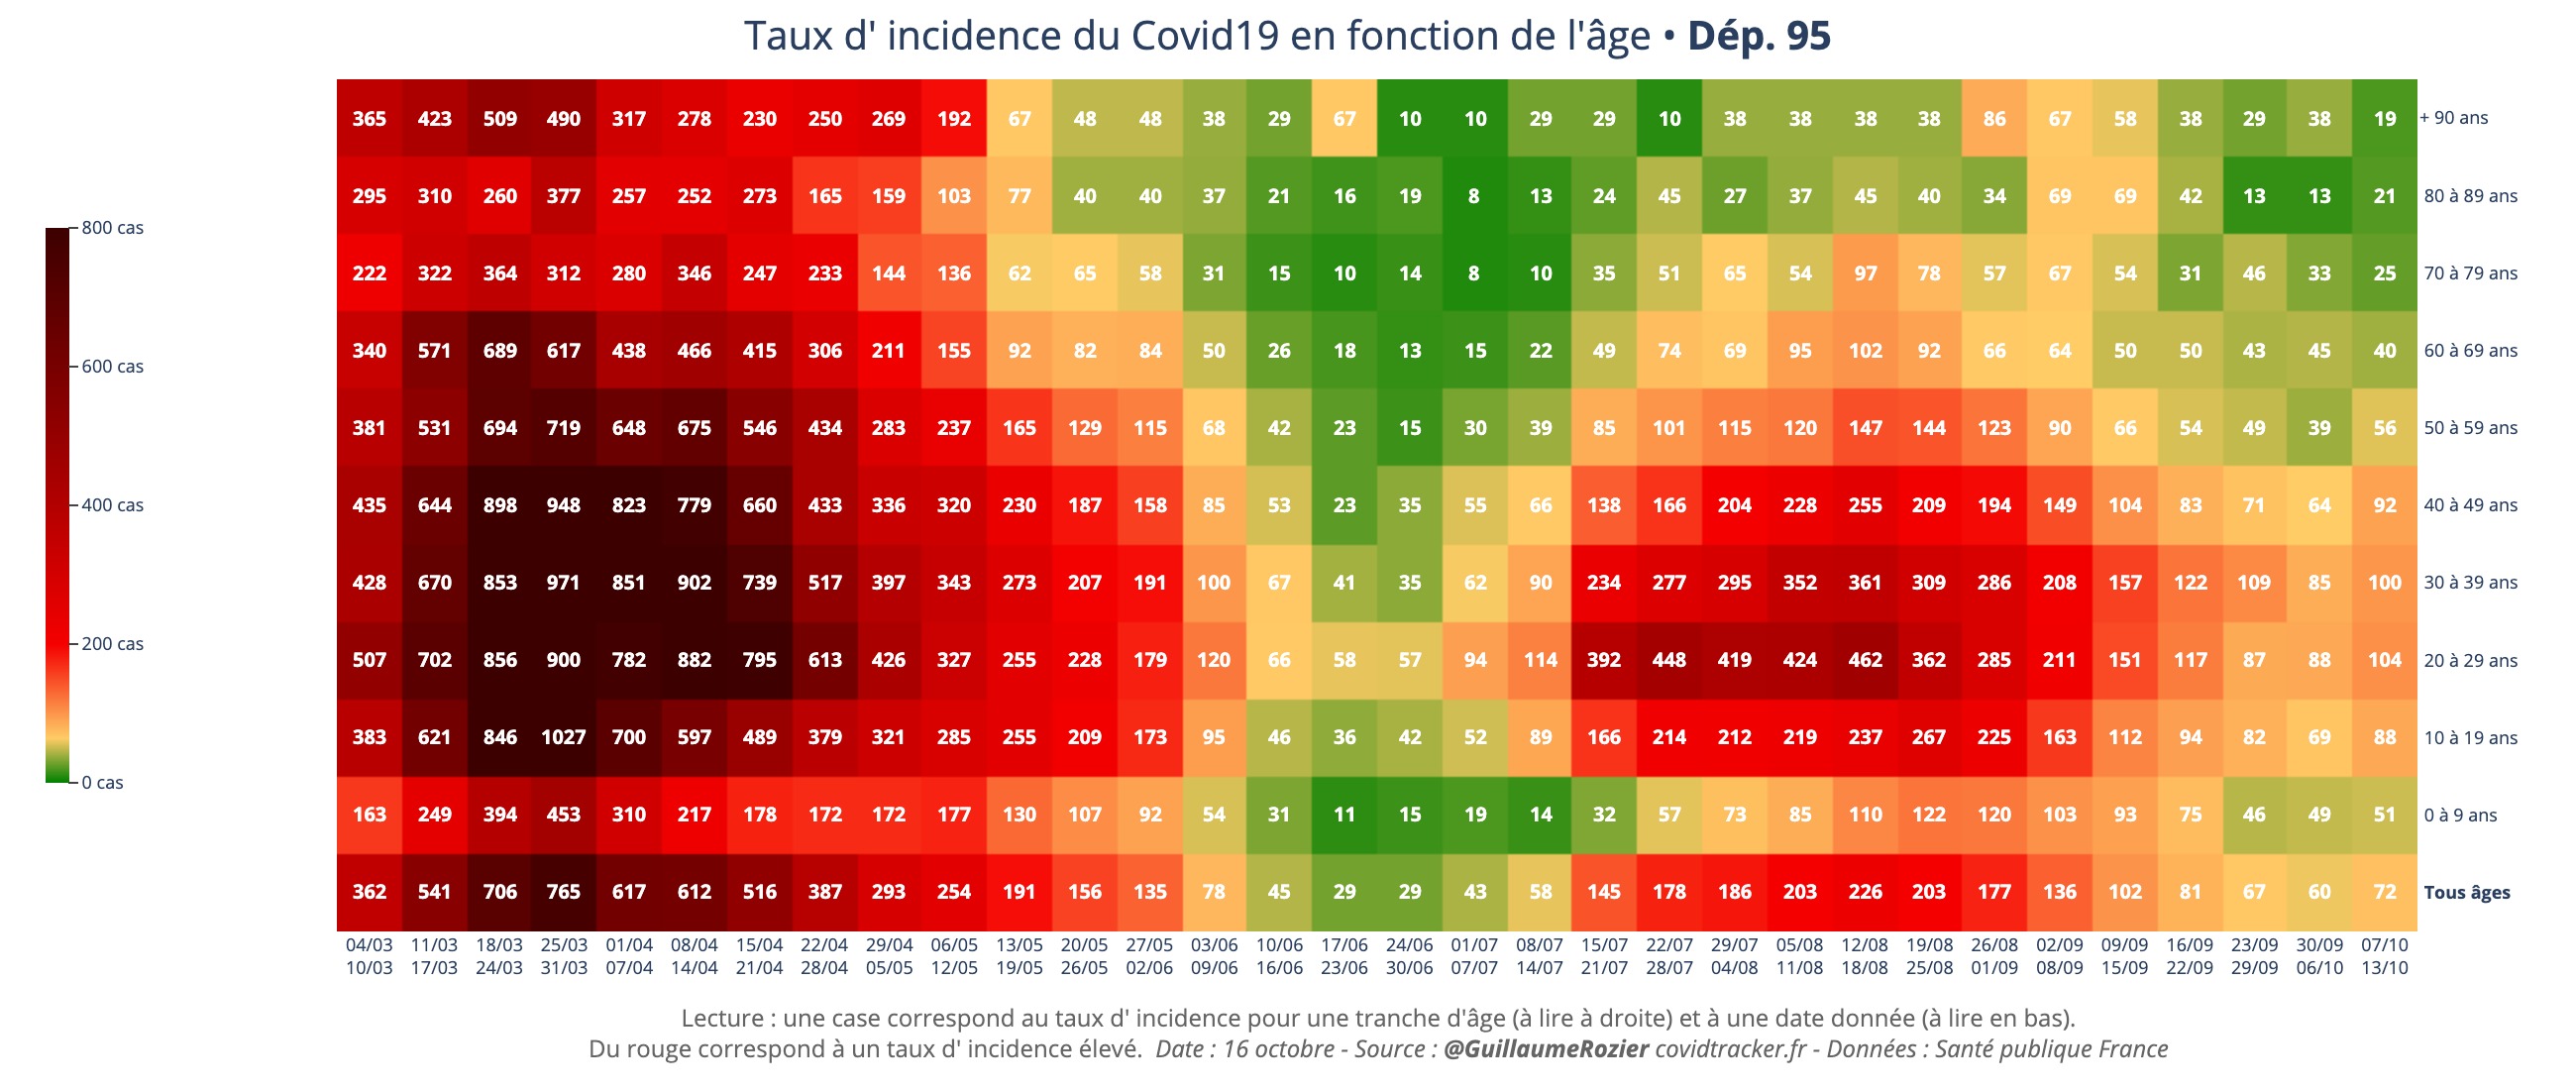 Taux d' incidence du Covid19 en fonction de l'âge • Dép. 95
800 cas
600 cas
400 cas
200 cas
0 cas
365 423 509 490 317 278 230 250 269 192 67 48 48 38 29 67 10 10 29 29 10 38 38 38 38 86 67 58 38 29 38 19 + 90 ans
295 310 260 377 257 252 273 165 159 103 77 40 40 37 21 16 19 8 13 24 45 27 37 45 40 34 69 69 42 13 13 21 80 à 89 ans
222 322 364 312 280 346 247 233 144 136 62 65 58 31 15 10 14 8 10 35 51 65 54 97 78 57 67 54 31 46 33 25 70 à 79 ans
340 571 689 617 438 466 415 306 211 155 92 82 84 50 26 18 13 15 22 49 74 69 95 102 92 66 64 50 50 43 45 40 60 à 69 ans
381 531 694 719 648 675 546 434 283 237 165 129 115 68 42 23 15 30 39 85 101 115 120 147 144 123 90 66 54 49 39 56 50 à 59 ans
435 644 898 948 823 779 660 433 336 320 230 187 158 85 53 23 35 55 66 138 166 204 228 255 209 194 149 104 83 71 64 92 40 à 49 ans
428 670 853 971 851 902 739 517 397 343 273 207 191 100 67 41 35 62 90 234 277 295 352 361 309 286 208 157 122 109 85 100 30 à 39 ans
507 702 856 900 782 882 795 613 426 327 255 228 179 120 66 58 57 94 114 392 448 419 424 462 362 285 211 151 117 87 88 104 20 à 29 ans
383 621 846 1027 700 597 489 379 321 285 255 209 173 95 46 36 42 52 89 166 214 212 219 237 267 225 163 112 94 82 69 88 10 à 19 ans
163 249 394 453 310 217 178 172 172 177 130 107 92 54 31 11 15 19 14 32 57 73 85 110 122 120 103 93 75 46 49 51 0 à 9 ans
362 541 706 765 617 612 516 387 293 254 191 156 135 78 45 29 29 43 58 145 178 186 203 226 203 177 136 102 81 67 60 72 Tous âges
04/03 11/03 18/03 25/03 01/04 08/04 15/04 22/04 29/04 06/05 13/05 20/05 27/05 03/06 10/06 17/06 24/06 01/07 08/07 15/07 22/07 29/07 05/08 12/08 19/08 26/08 02/09 09/09 16/09 23/09 30/09 07/10
10/03 17/03 24/03 31/03 07/04 14/04 21/04 28/04 05/05 12/05 19/05 26/05 02/06 09/06 16/06 23/06 30/06 07/07 14/07 21/07 28/07 04/08 11/08 18/08 25/08 01/09 08/09 15/09 22/09 29/09 06/10 13/10
Lecture : une case correspond au taux d' incidence pour une tranche d'âge (à lire à droite) et à une date donnée (à lire en bas).
Du rouge correspond à un taux d' incidence élevé. Date : 16 octobre - Source : @GuillaumeRozier covidtracker.fr - Données : Santé publique France